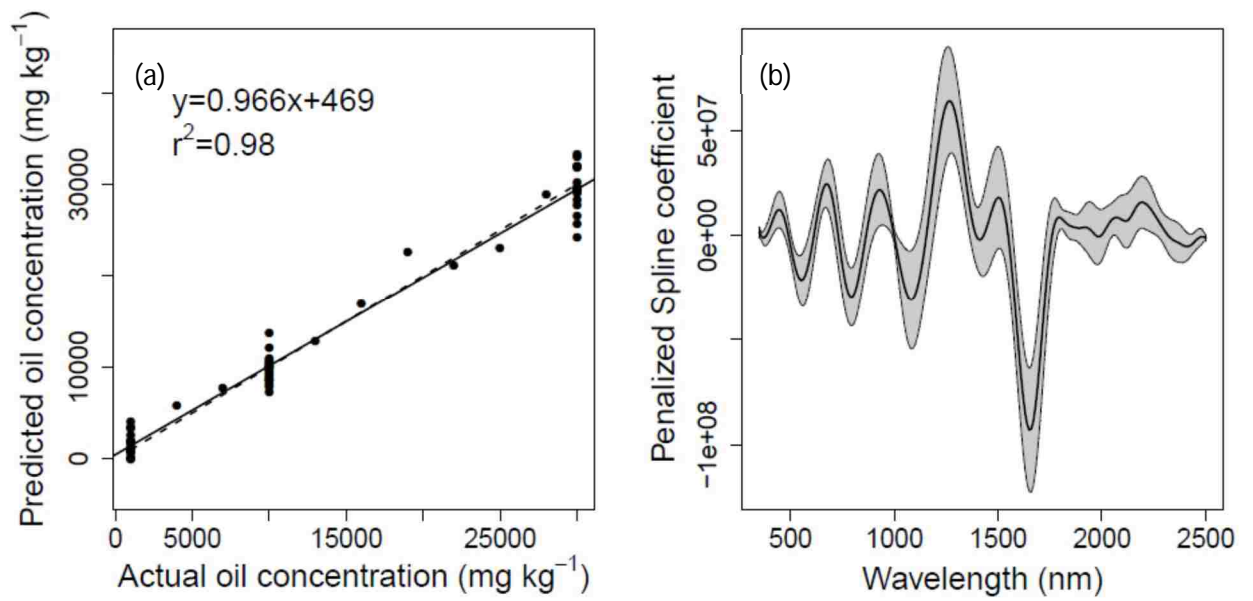 (a)
y=0.966x+469
r²=0.98
Predicted oil concentration (mg kg⁻¹)
30000
10000
0
0 5000 15000 25000
Actual oil concentration (mg kg⁻¹)
(b)
Penalized Spline coefficient
5e+07
0e+00
−1e+08
500 1000 1500 2000 2500
Wavelength (nm)